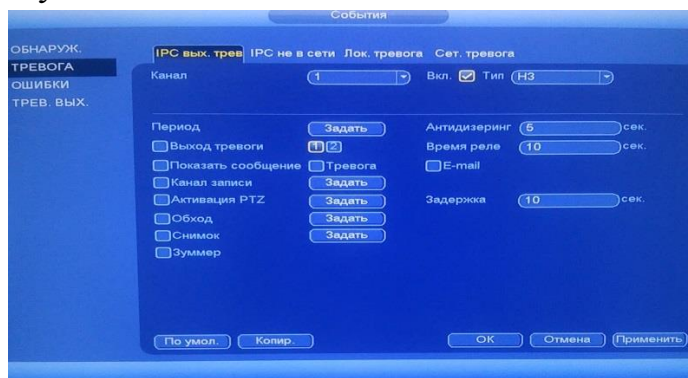 События
ОБНАРУЖ.
ТРЕВОГА
ОШИБКИ
ТРЕВ. ВЫХ.
IPC вых. трев IPC не в сети Лок. тревога Сет. тревога
Канал 1 Вкл. Тип НЗ
Период Задать Антидизеринг 5 сек.
Выход тревоги 1 2 Время реле 10 сек.
Показать сообщение Тревога E-mail
Канал записи Задать
Активация PTZ Задать Задержка 10 сек.
Обход Задать
Снимок Задать
Зуммер
По умол. Копир. ОК Отмена Применить